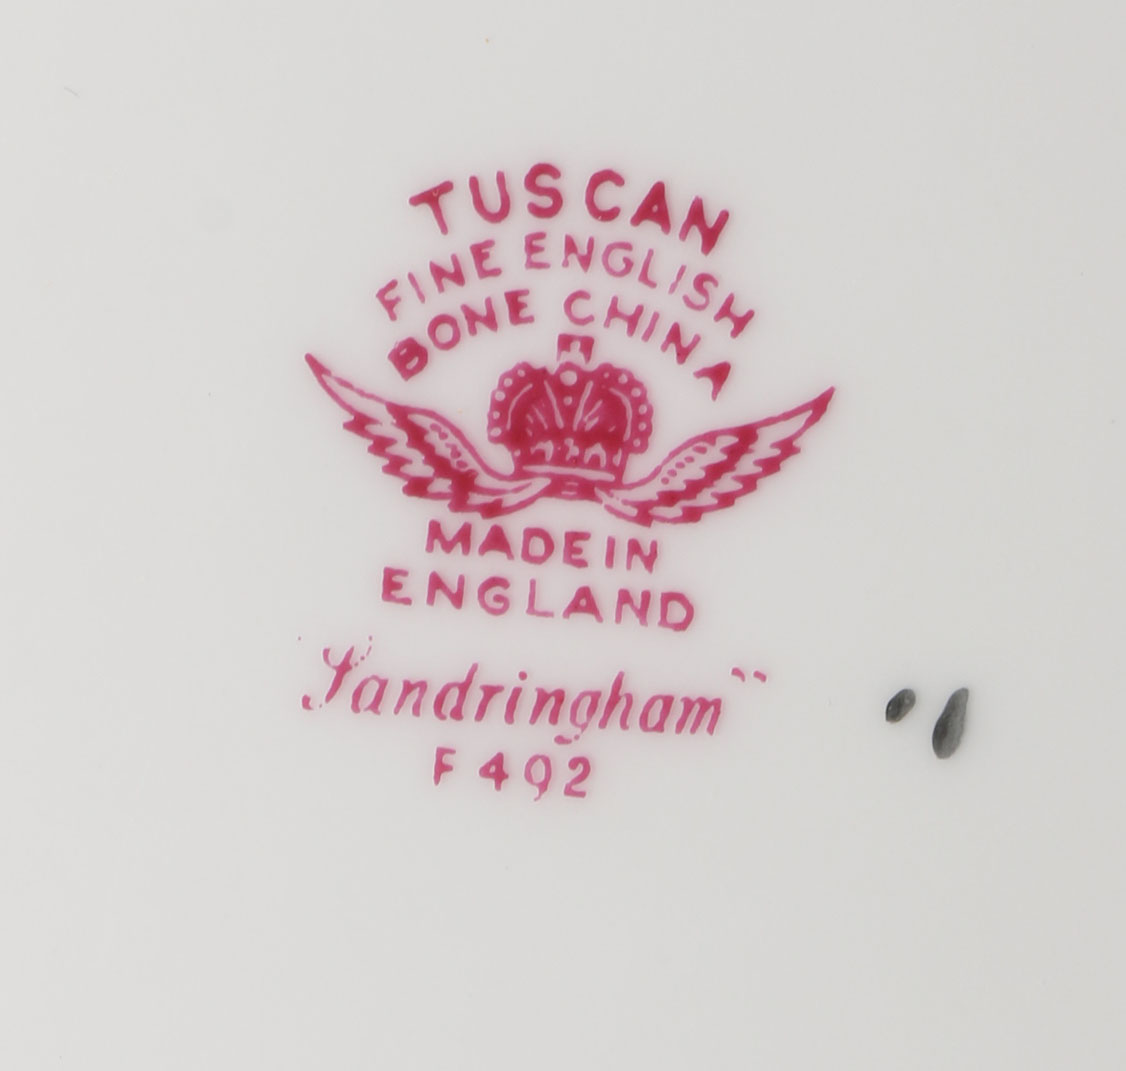 TUSCAN
FINE ENGLISH
BONE CHINA
MADE IN
ENGLAND
"Sandringham"
F 492